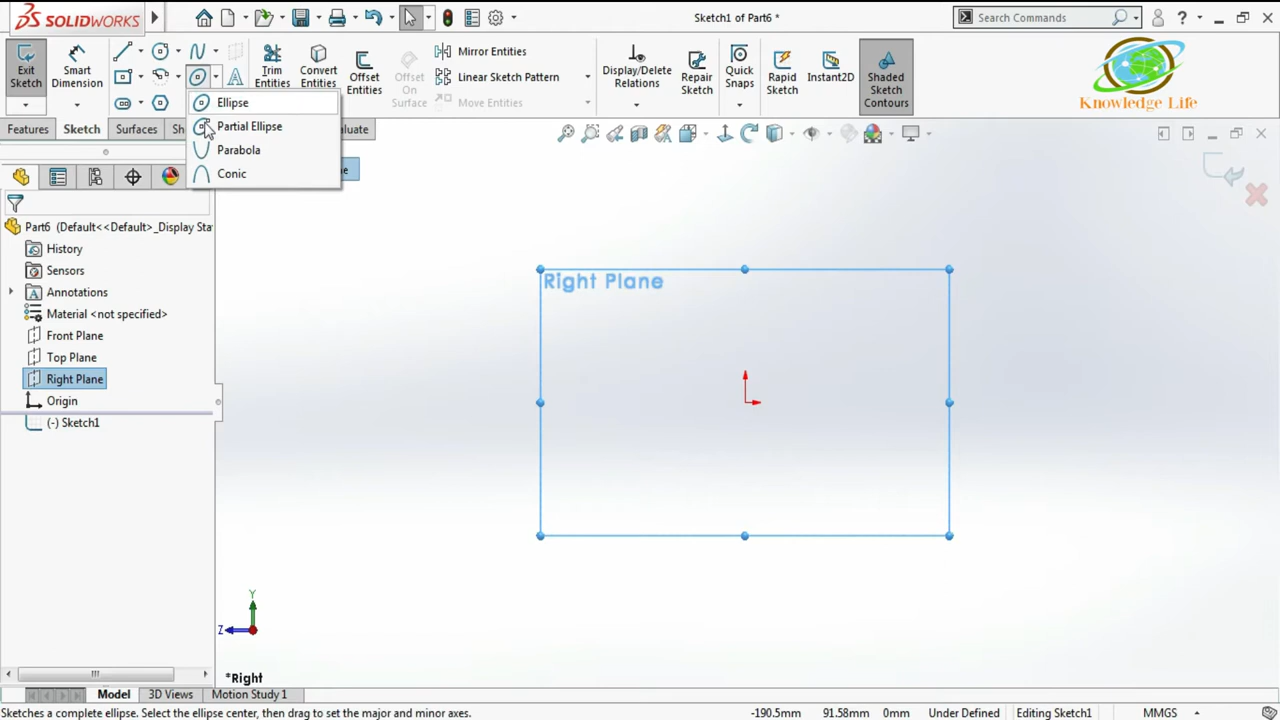 SOLIDWORKS
Sketch1 of Part6 *
Search Commands
Exit Sketch
Smart Dimension
Trim Entities
Convert Entities
Offset Entities
Offset On Surface
Mirror Entities
Linear Sketch Pattern
Move Entities
Display/Delete Relations
Repair Sketch
Quick Snaps
Rapid Sketch
Instant2D
Shaded Sketch Contours
Knowledge Life
Ellipse
Partial Ellipse
Parabola
Conic
Features
Sketch
Surfaces
Sh
aluate
ne
Part6 (Default<<Default>_Display Sta
History
Sensors
Annotations
Material <not specified>
Front Plane
Top Plane
Right Plane
Origin
(-) Sketch1
Right Plane
Y
Z
*Right
Model
3D Views
Motion Study 1
Sketches a complete ellipse. Select the ellipse center, then drag to set the major and minor axes.
-190.5mm
91.58mm
0mm
Under Defined
Editing Sketch1
MMGS